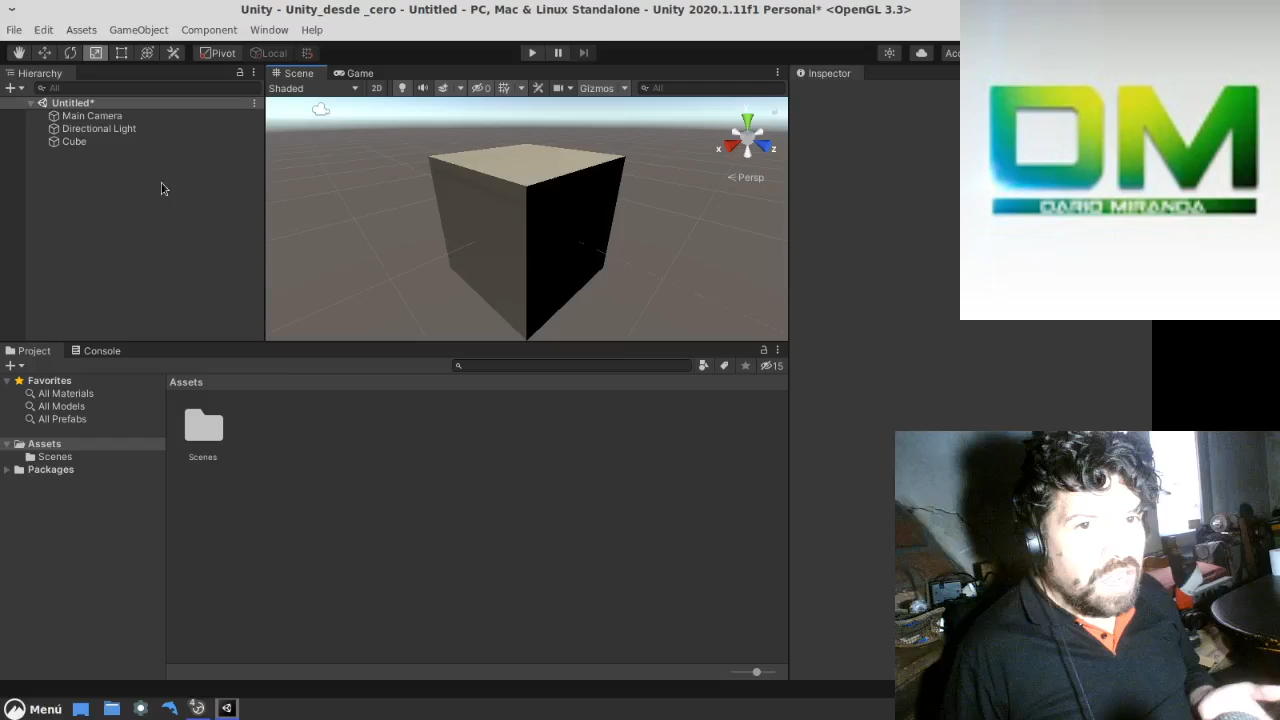 Unity - Unity_desde _cero - Untitled - PC, Mac & Linux Standalone - Unity 2020.1.11f1 Personal* <OpenGL 3.3>
File Edit Assets GameObject Component Window Help
Pivot Local Acc
Hierarchy Scene Game Inspector
All Shaded 2D 0 Gizmos All
Untitled*
Main Camera
Directional Light
Cube
y
x z
Persp
DM
DARIO MIRANDA
Project Console
15
Favorites
All Materials
All Models
All Prefabs
Assets
Scenes
Packages
Assets
Scenes
Menú